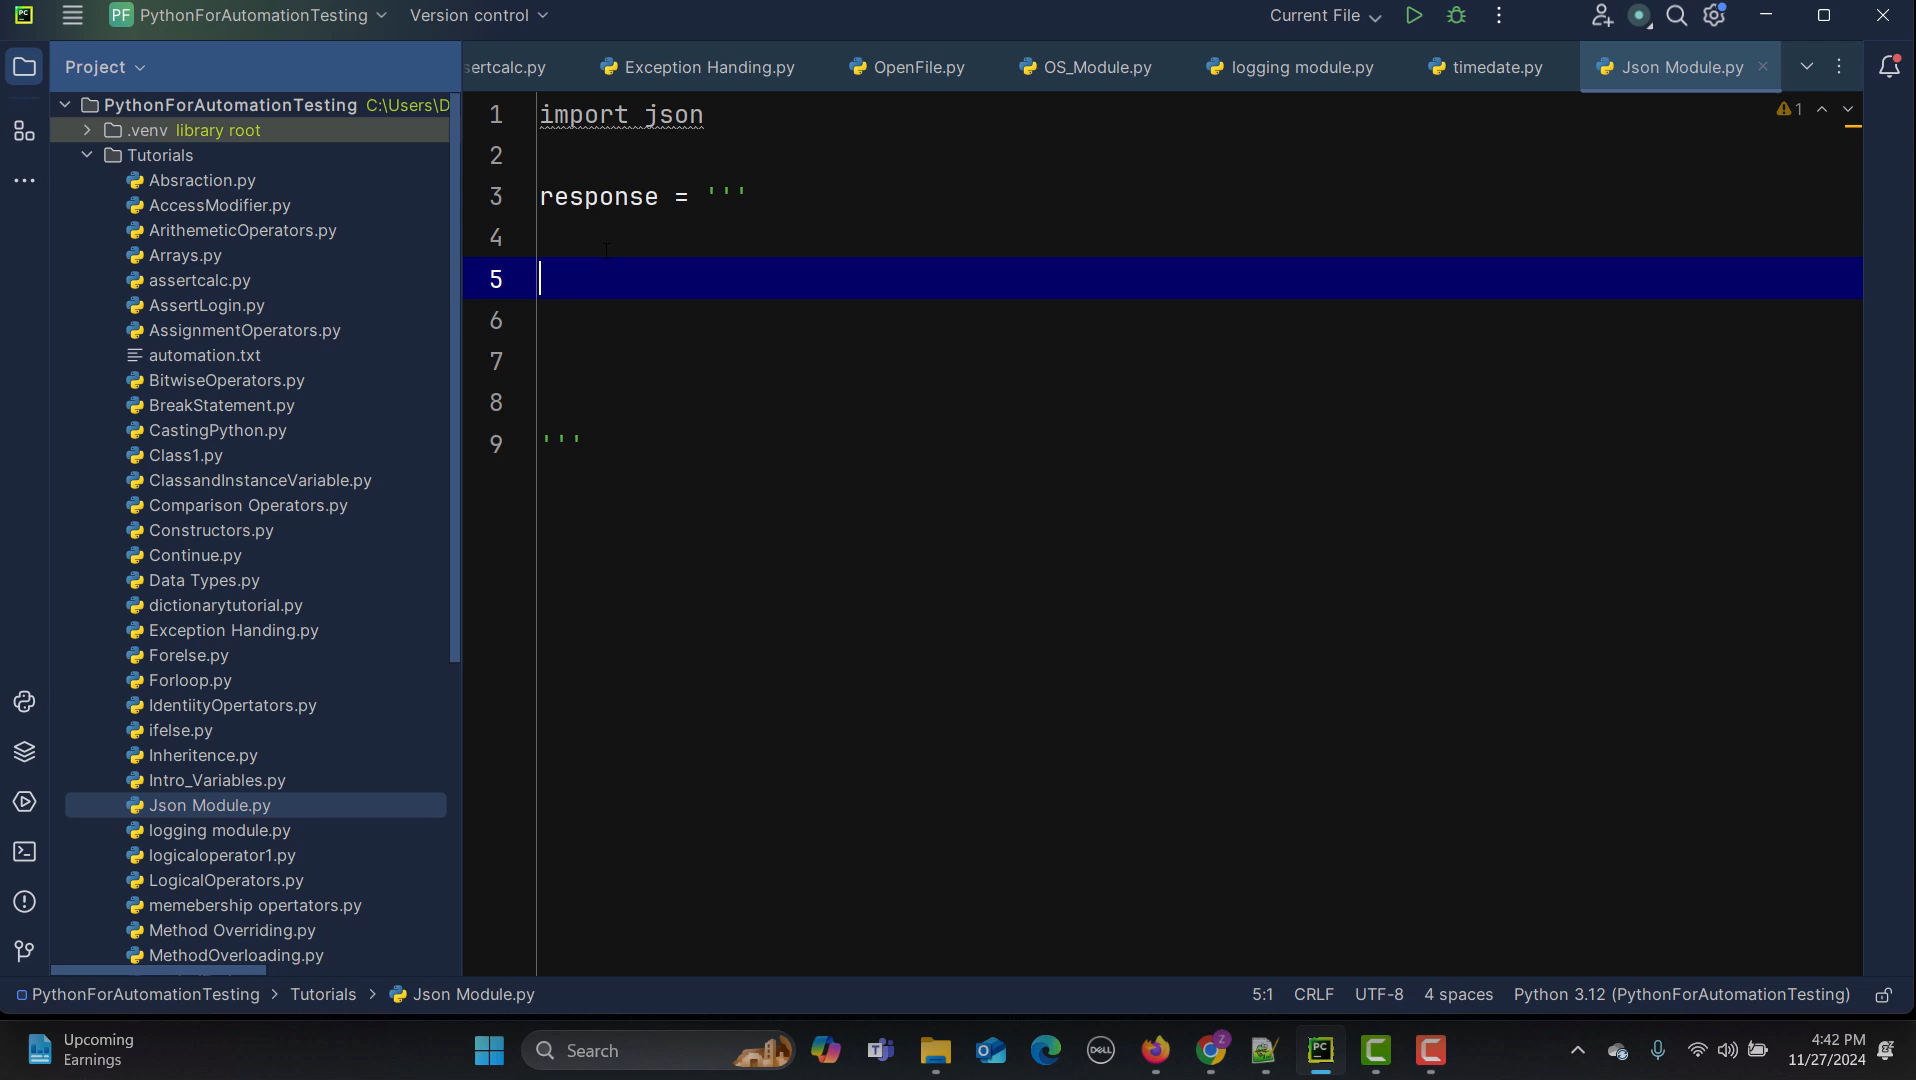 PC
PF PythonForAutomationTesting
Version control
Current File
Project
sertcalc.py
Exception Handing.py
OpenFile.py
OS_Module.py
logging module.py
timedate.py
Json Module.py
PythonForAutomationTesting C:\Users\D
.venv library root
Tutorials
Absraction.py
AccessModifier.py
ArithemeticOperators.py
Arrays.py
assertcalc.py
AssertLogin.py
AssignmentOperators.py
automation.txt
BitwiseOperators.py
BreakStatement.py
CastingPython.py
Class1.py
ClassandInstanceVariable.py
Comparison Operators.py
Constructors.py
Continue.py
Data Types.py
dictionarytutorial.py
Exception Handing.py
Forelse.py
Forloop.py
IdentiityOpertators.py
ifelse.py
Inheritence.py
Intro_Variables.py
Json Module.py
logging module.py
logicaloperator1.py
LogicalOperators.py
memebership opertators.py
Method Overriding.py
MethodOverloading.py
1 import json
2
3 response = '''
4
5
6
7
8
9 '''
1
PythonForAutomationTesting > Tutorials > Json Module.py
5:1 CRLF UTF-8 4 spaces Python 3.12 (PythonForAutomationTesting)
Upcoming
Earnings
Search
DELL
Z
PC
4:42 PM
11/27/2024